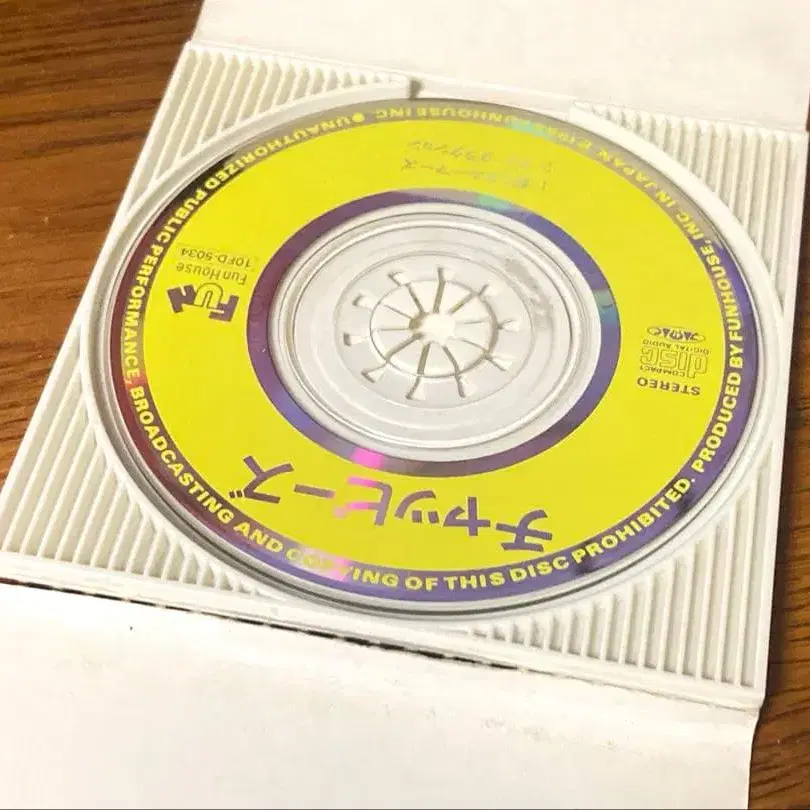 チャッピーズ
FUN
Fun House
10FD-5034
STEREO
COMPACT
disc
DIGITAL AUDIO
PRODUCED BY FUNHOUSE, INC. IN JAPAN
FUNHOUSE INC. ● UNAUTHORIZED PUBLIC PERFORMANCE, BROADCASTING AND COPYING OF THIS DISC PROHIBITED.